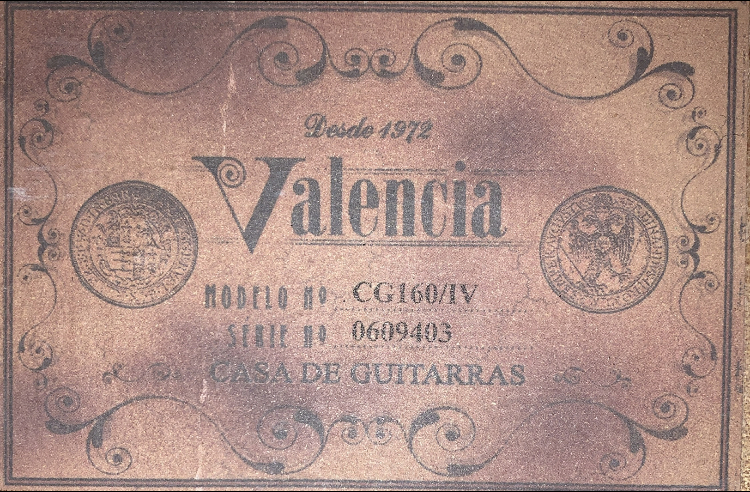 Desde 1972
Valencia
MODELO Nº CG160/IV
SERIE Nº 0609403
CASA DE GUITARRAS